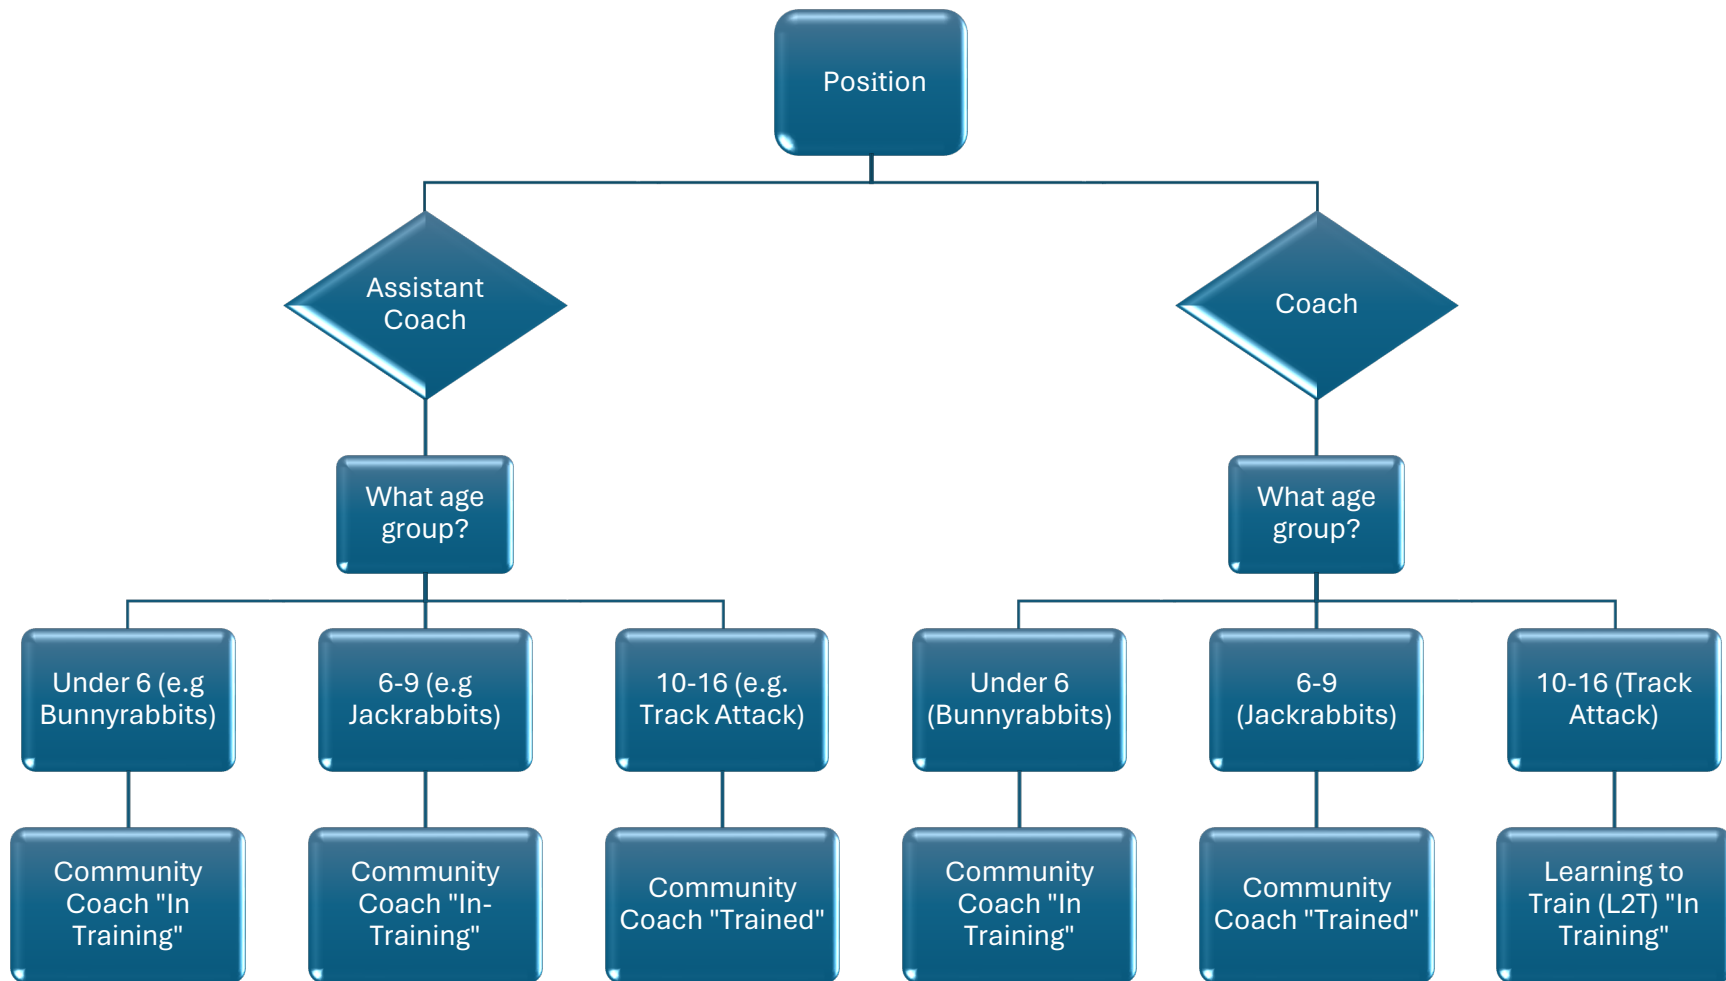 Position
Assistant
Coach
Coach
What age
group?
What age
group?
Under 6 (e.g
Bunnyrabbits)
6-9 (e.g
Jackrabbits)
10-16 (e.g.
Track Attack)
Under 6
(Bunnyrabbits)
6-9
(Jackrabbits)
10-16 (Track
Attack)
Community
Coach "In
Training"
Community
Coach "In-
Training"
Community
Coach "Trained"
Community
Coach "In
Training"
Community
Coach "Trained"
Learning to
Train (L2T) "In
Training"